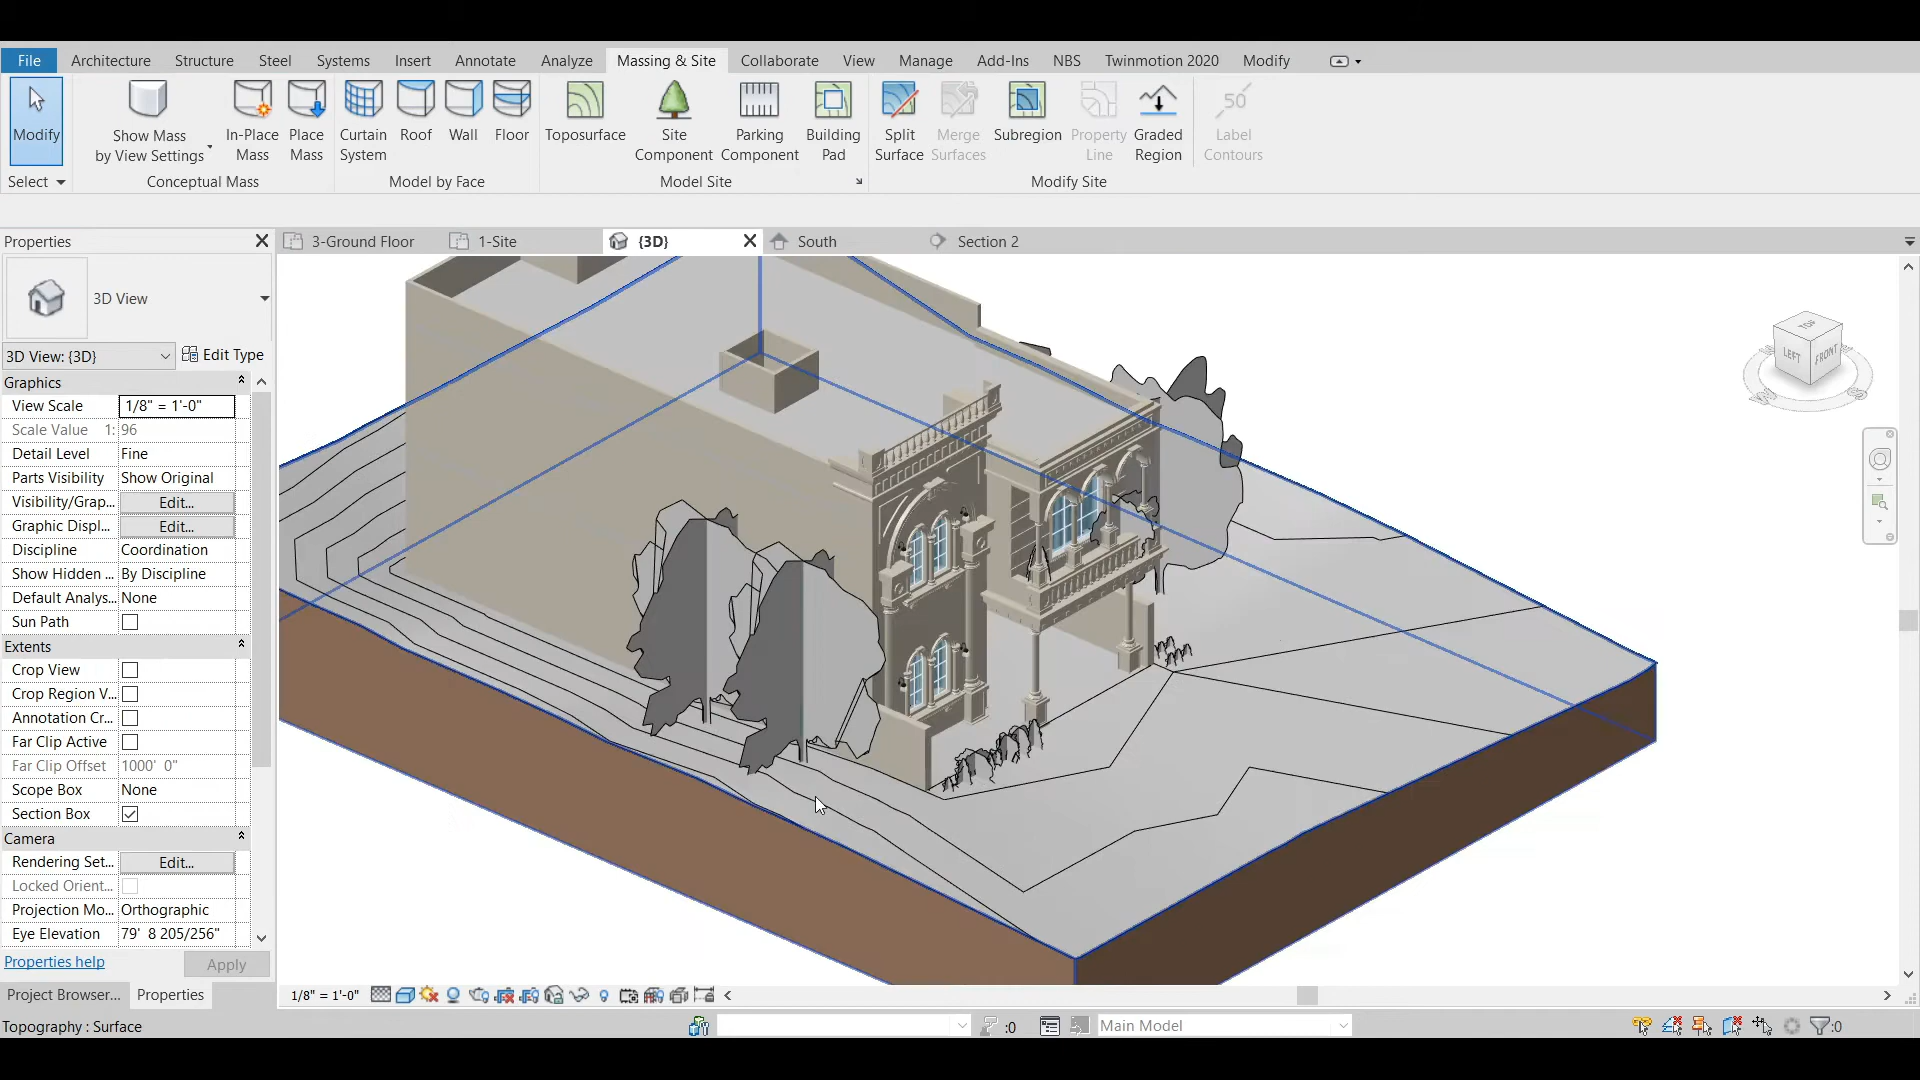 File Architecture Structure Steel Systems Insert Annotate Analyze Massing & Site Collaborate View Manage Add-Ins NBS Twinmotion 2020 Modify
Modify
Show Mass
by View Settings
In-Place
Mass
Place
Mass
Curtain
System
Roof
Wall
Floor
Toposurface
Site
Component
Parking
Component
Building
Pad
Split
Surface
Merge
Surfaces
Subregion
Property
Line
Graded
Region
50
Label
Contours
Select
Conceptual Mass
Model by Face
Model Site
Modify Site
Properties
3-Ground Floor
1-Site
{3D}
South
Section 2
3D View
3D View: {3D}
Edit Type
Graphics
View Scale 1/8" = 1'-0"
Scale Value 1: 96
Detail Level Fine
Parts Visibility Show Original
Visibility/Grap... Edit...
Graphic Displ... Edit...
Discipline Coordination
Show Hidden ... By Discipline
Default Analys... None
Sun Path
Extents
Crop View
Crop Region V...
Annotation Cr...
Far Clip Active
Far Clip Offset 1000' 0"
Scope Box None
Section Box
Camera
Rendering Set... Edit...
Locked Orient...
Projection Mo... Orthographic
Eye Elevation 79' 8 205/256"
Properties help
Apply
Project Browser...
Properties
TOP
LEFT
FRONT
1/8" = 1'-0"
Topography : Surface
:0
Main Model
:0